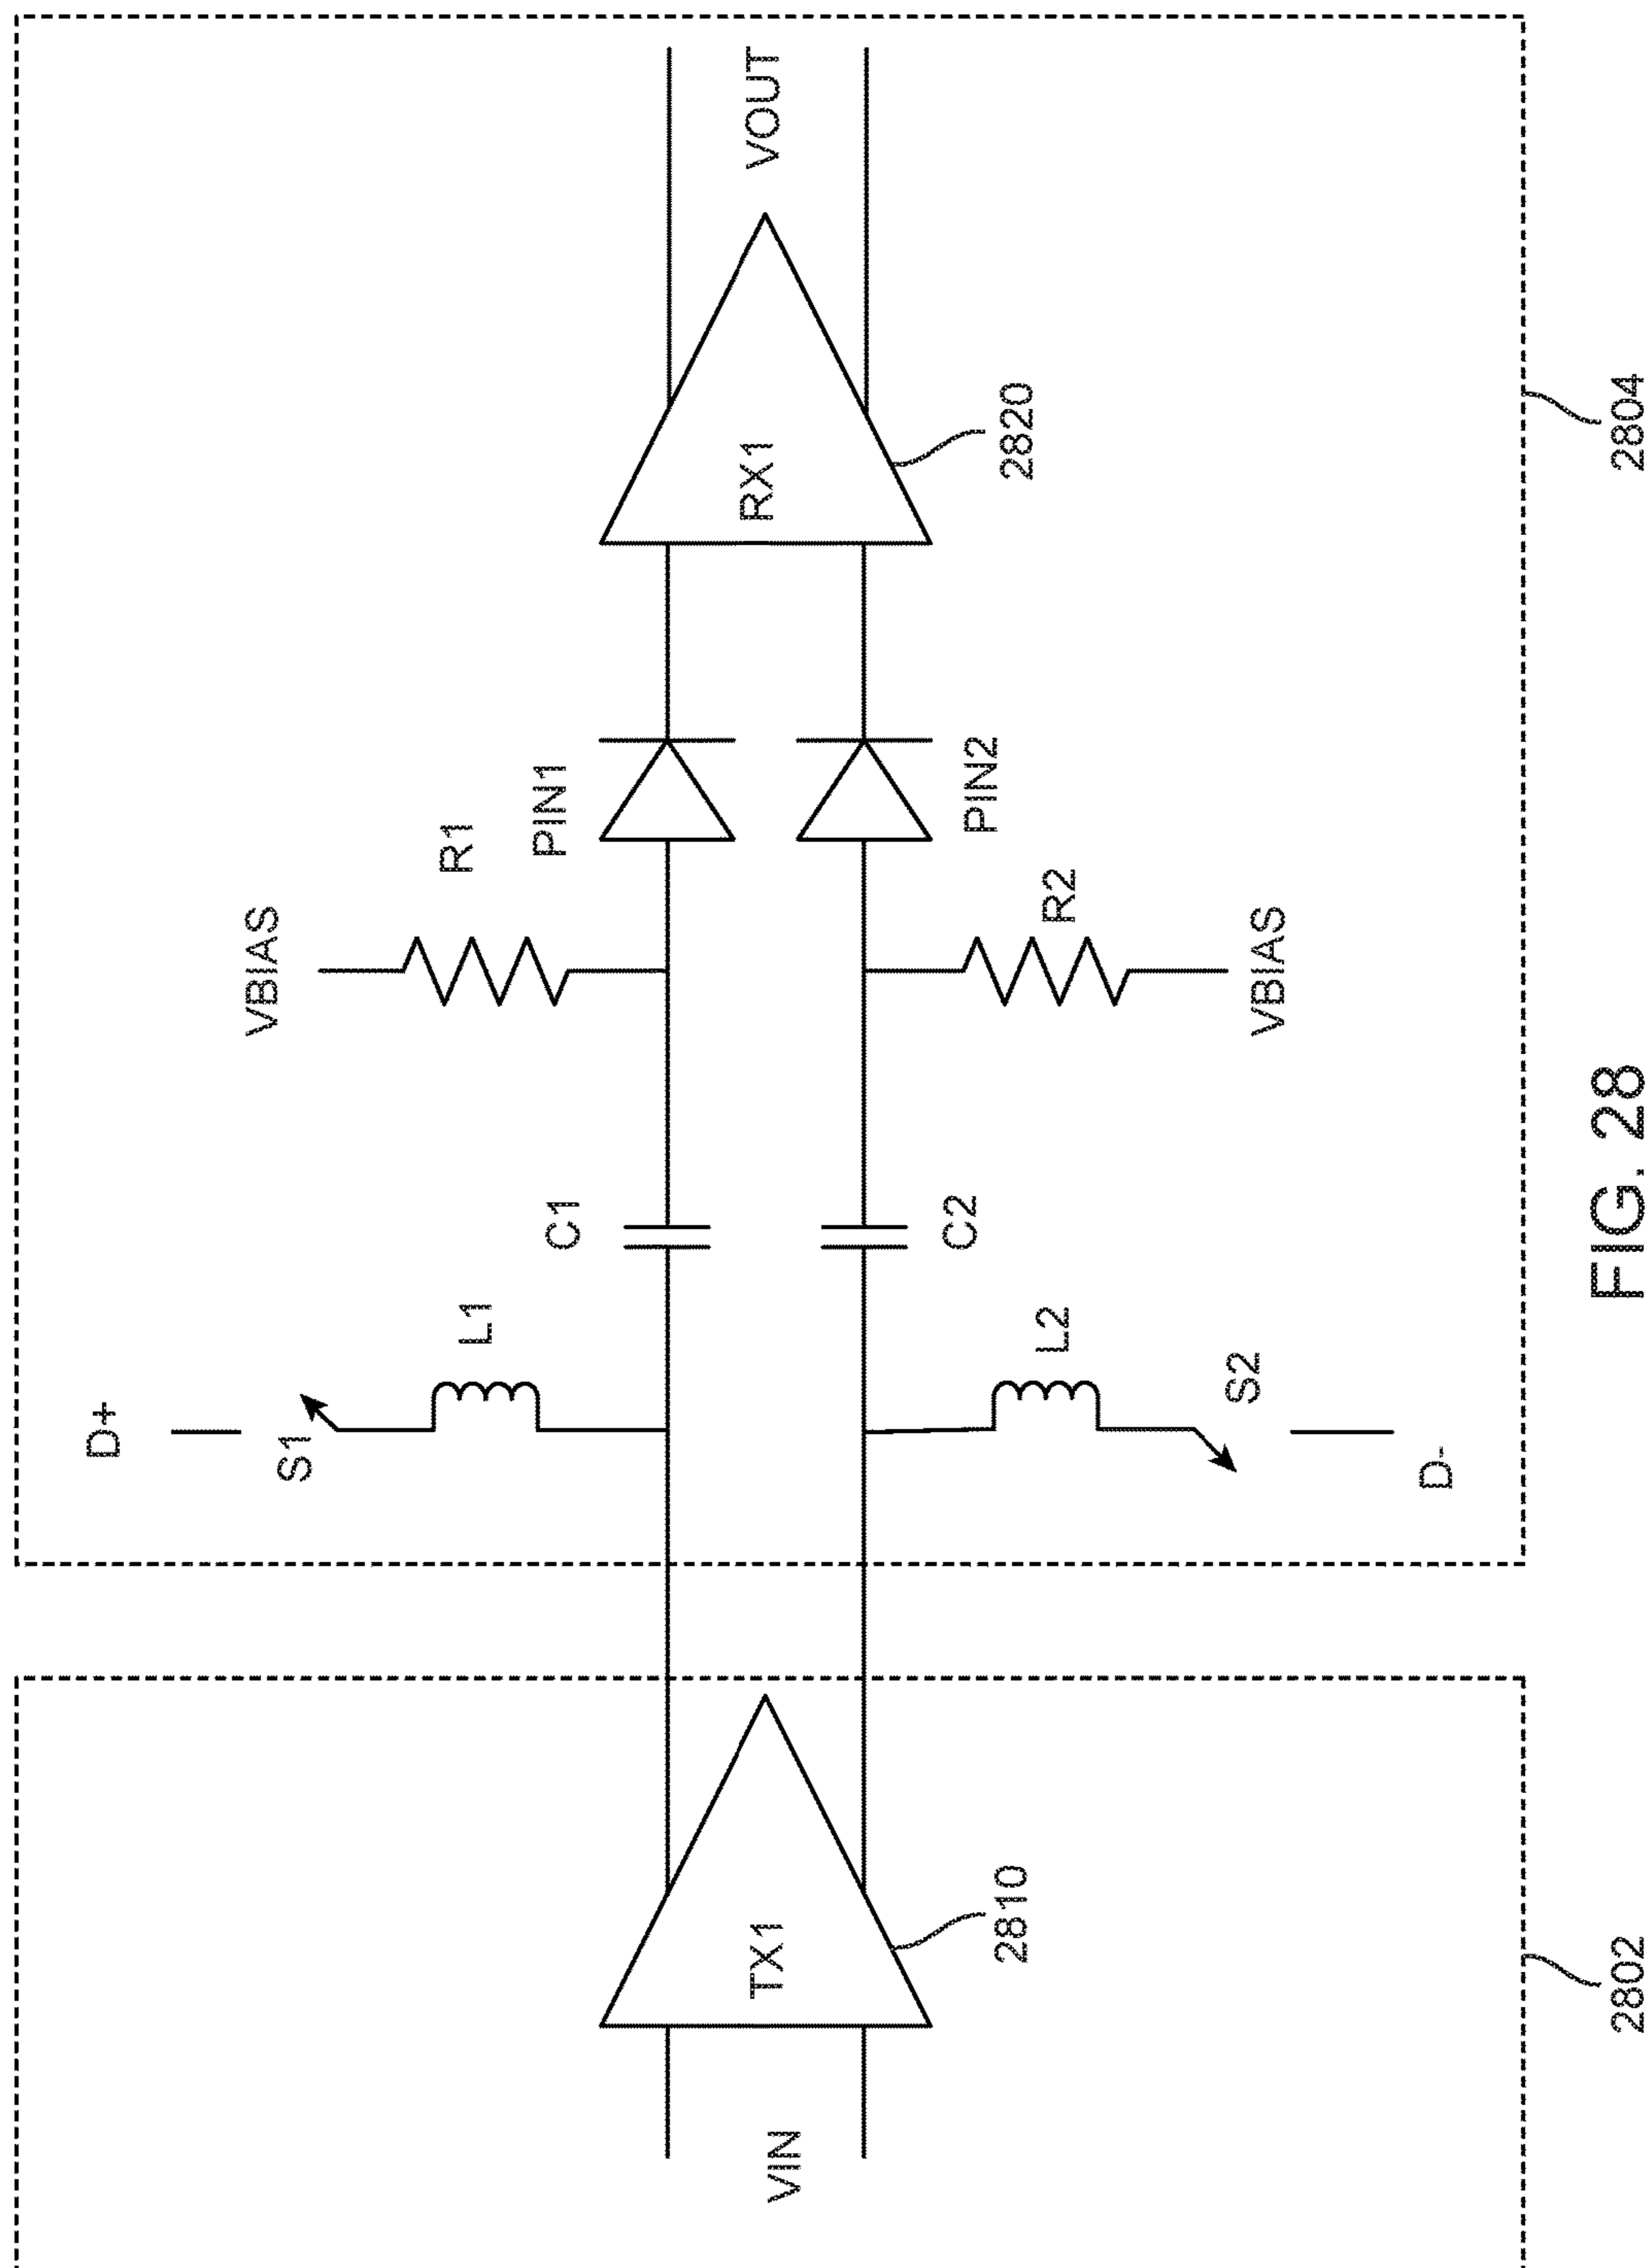 D+
S1
L1
VBIAS
R1
C1
PIN1
VIN
TX1
2810
RX1
2820
VOUT
C2
PIN2
L2
R2
S2
VBIAS
D-
2802
2804
FIG. 28